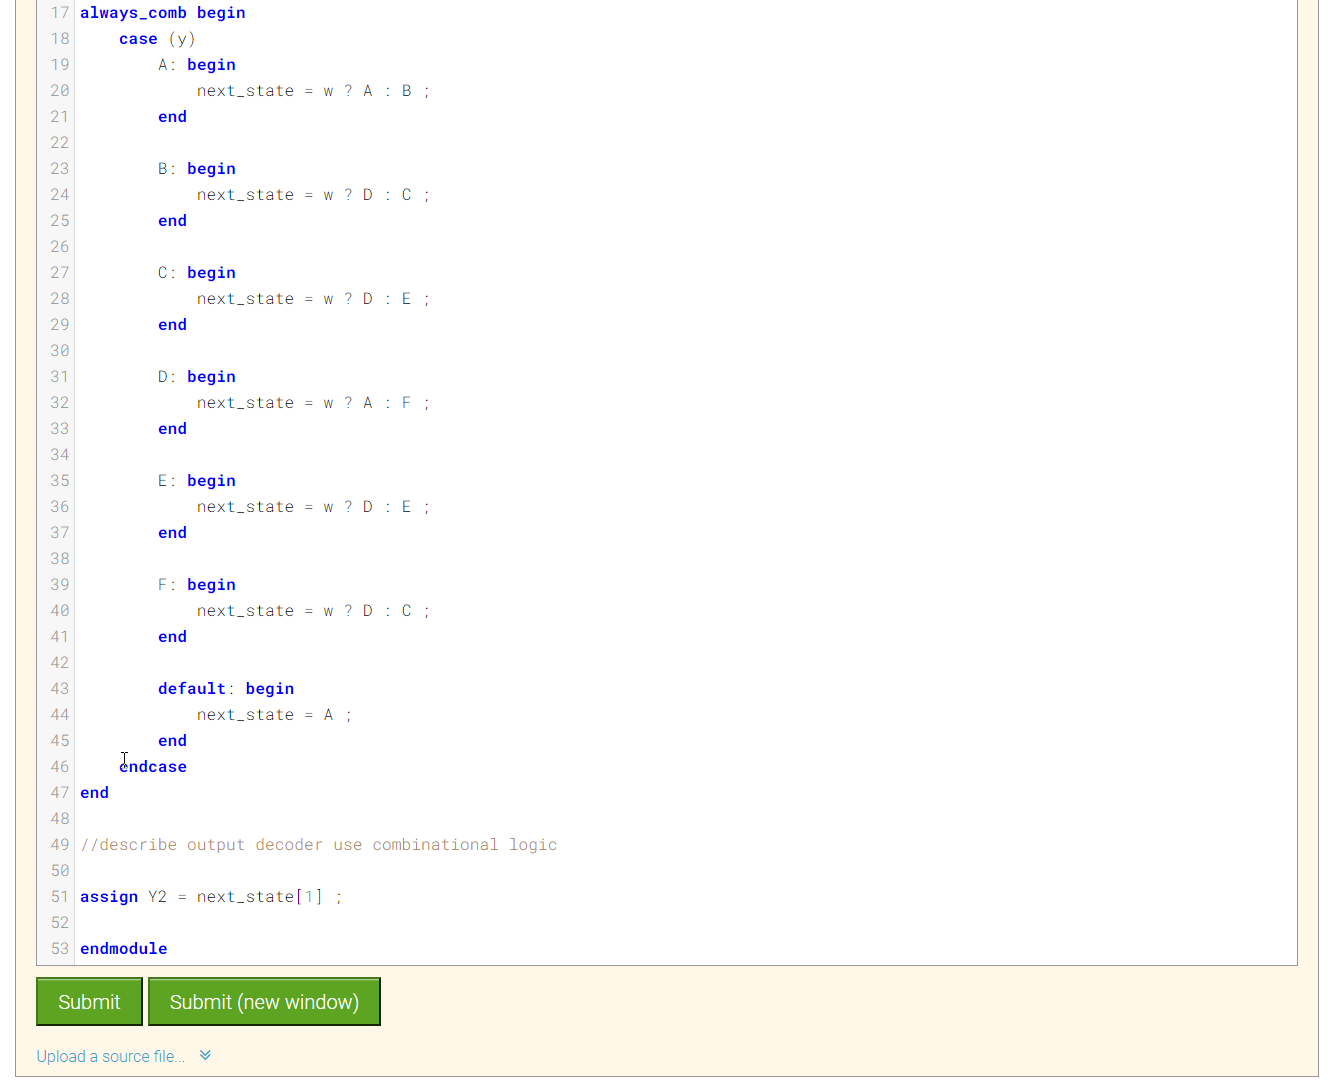 17 always_comb begin
18 case (y)
19 A: begin
20 next_state = w ? A : B ;
21 end
22
23 B: begin
24 next_state = w ? D : C ;
25 end
26
27 C: begin
28 next_state = w ? D : E ;
29 end
30
31 D: begin
32 next_state = w ? A : F ;
33 end
34
35 E: begin
36 next_state = w ? D : E ;
37 end
38
39 F: begin
40 next_state = w ? D : C ;
41 end
42
43 default: begin
44 next_state = A ;
45 end
46 endcase
47 end
48
49 //describe output decoder use combinational logic
50
51 assign Y2 = next_state[1] ;
52
53 endmodule
Submit Submit (new window)
Upload a source file...